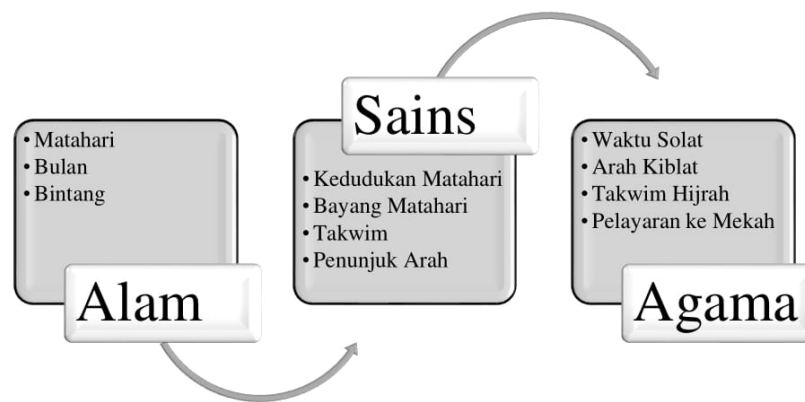 • Matahari
• Bulan
• Bintang
Alam
Sains
• Kedudukan Matahari
• Bayang Matahari
• Takwim
• Penunjuk Arah
• Waktu Solat
• Arah Kiblat
• Takwim Hijrah
• Pelayaran ke Mekah
Agama